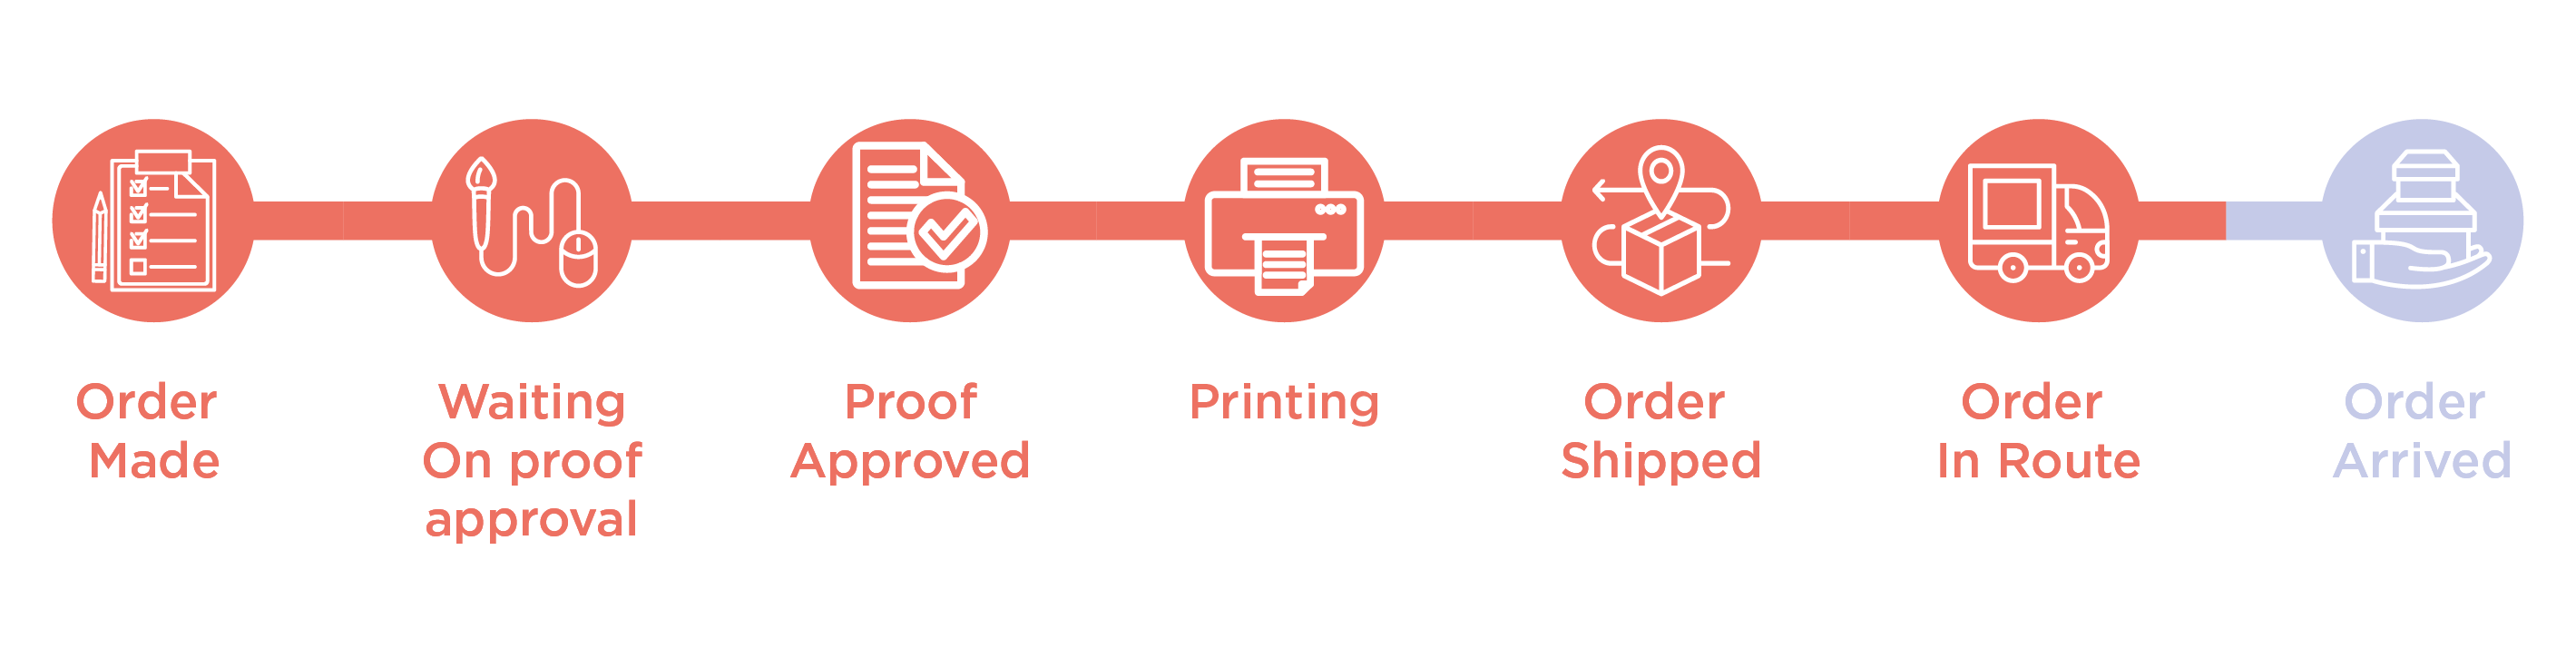 Order
Made
Waiting
On proof
approval
Proof
Approved
Printing
Order
Shipped
Order
In Route
Order
Arrived